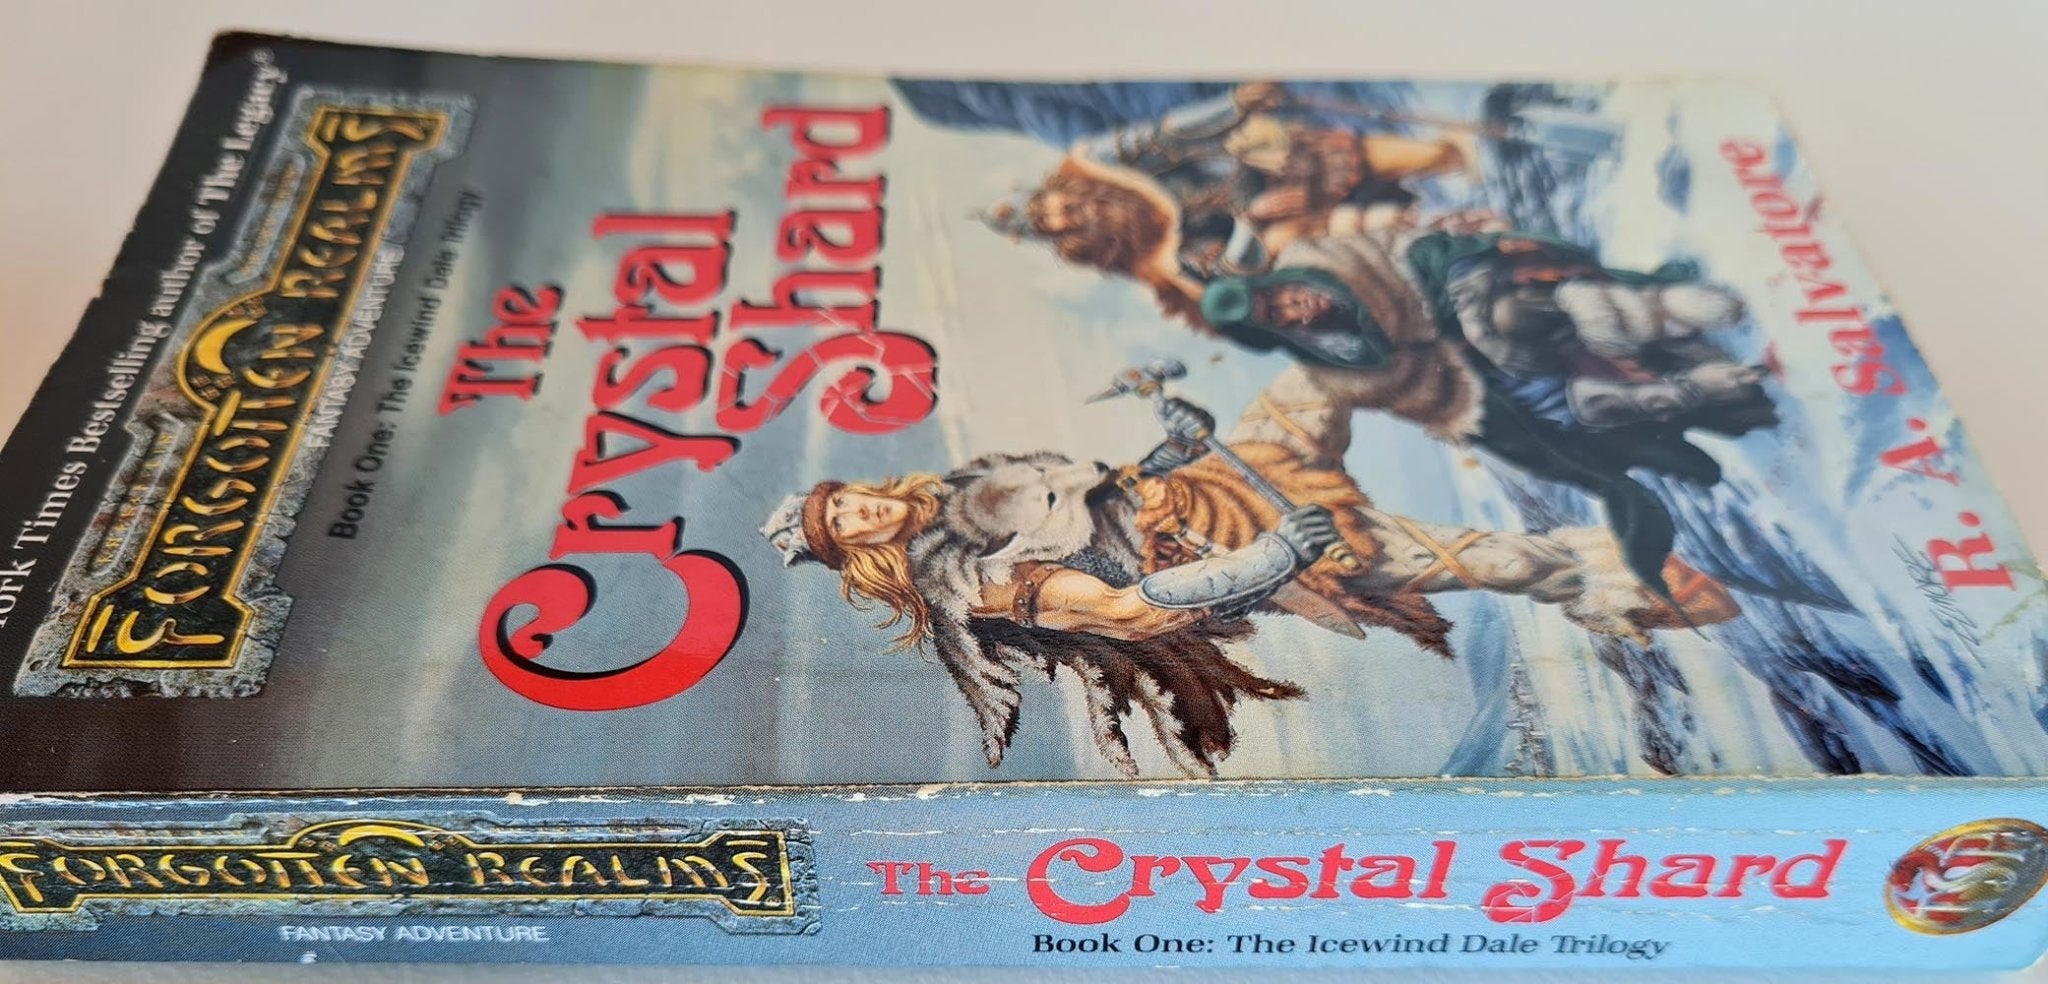 York Times Bestselling author of The Legacy®
FORGOTTEN REALMS
FANTASY ADVENTURE
Book One: The Icewind Dale Trilogy
The
Crystal
Shard
R. A. Salvatore
FORGOTTEN REALMS®
FANTASY ADVENTURE
The Crystal Shard
Book One: The Icewind Dale Trilogy
TSR